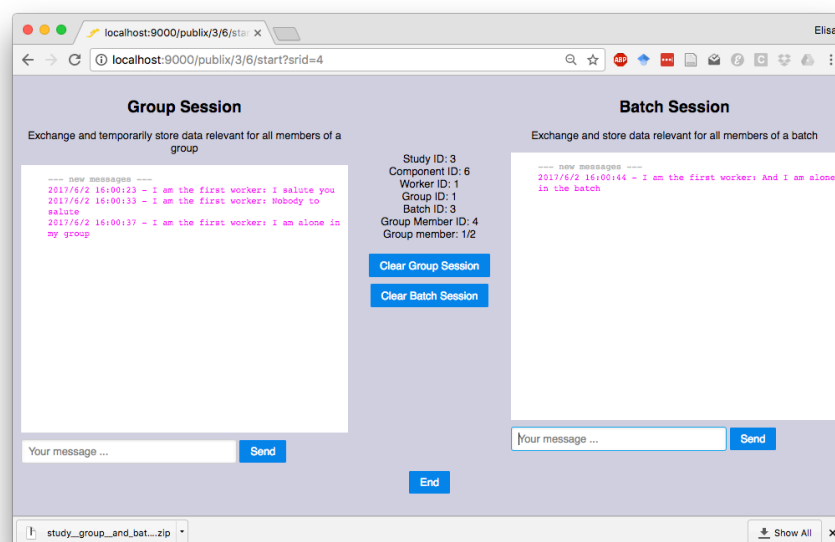 localhost:9000/publix/3/6/sta
Elisa
localhost:9000/publix/3/6/start?srid=4
ABP
Group Session
Exchange and temporarily store data relevant for all members of a
group
--- new messages ---
2017/6/2 16:00:23 - I am the first worker: I salute you
2017/6/2 16:00:33 - I am the first worker: Nobody to
salute
2017/6/2 16:00:37 - I am the first worker: I am alone in
my group
Your message ...
Send
Study ID: 3
Component ID: 6
Worker ID: 1
Group ID: 1
Batch ID: 3
Group Member ID: 4
Group member: 1/2
Clear Group Session
Clear Batch Session
End
Batch Session
Exchange and store data relevant for all members of a batch
--- new messages ---
2017/6/2 16:00:44 - I am the first worker: And I am alone
in the batch
Your message ...
Send
study_group_and_bat....zip
Show All